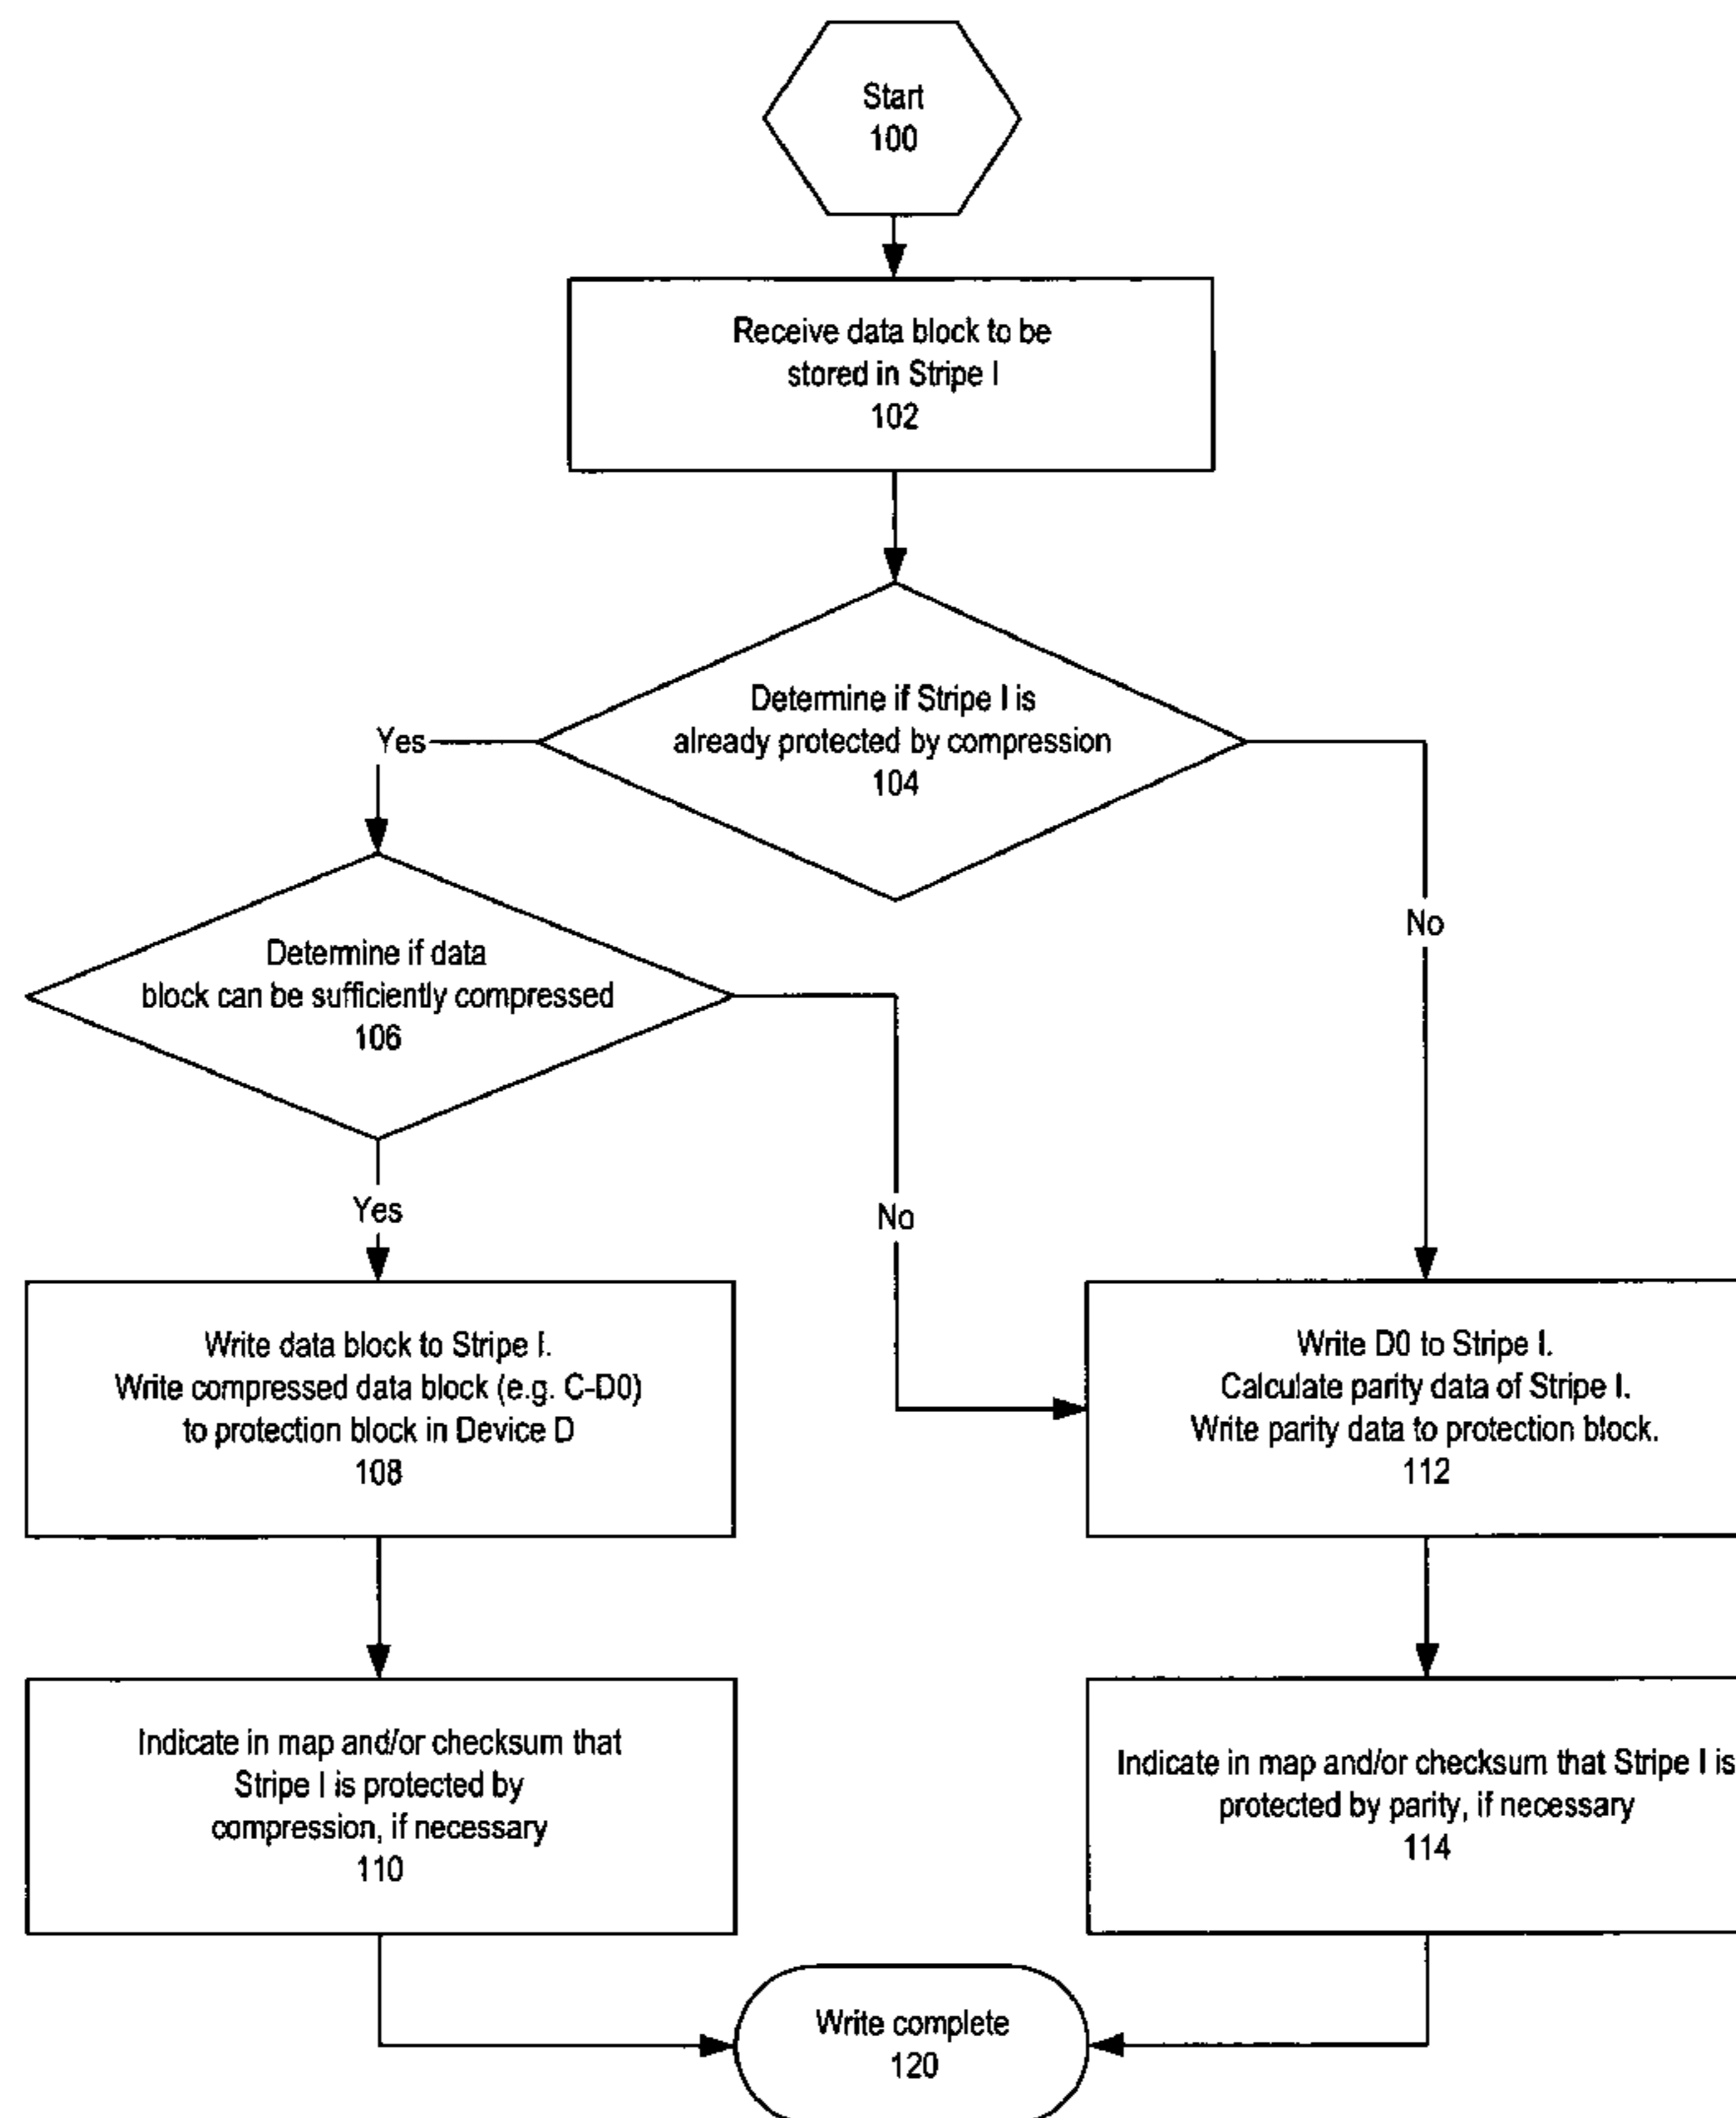 Start
100
Receive data block to be
stored in Stripe I
102
Determine if Stripe I is
already protected by compression
104
Yes
No
Determine if data
block can be sufficiently compressed
106
Yes
No
Write data block to Stripe I.
Write compressed data block (e.g. C-D0)
to protection block in Device D
108
Write D0 to Stripe I.
Calculate parity data of Stripe I.
Write parity data to protection block.
112
Indicate in map and/or checksum that
Stripe I is protected by
compression, if necessary
110
Indicate in map and/or checksum that Stripe I is
protected by parity, if necessary
114
Write complete
120